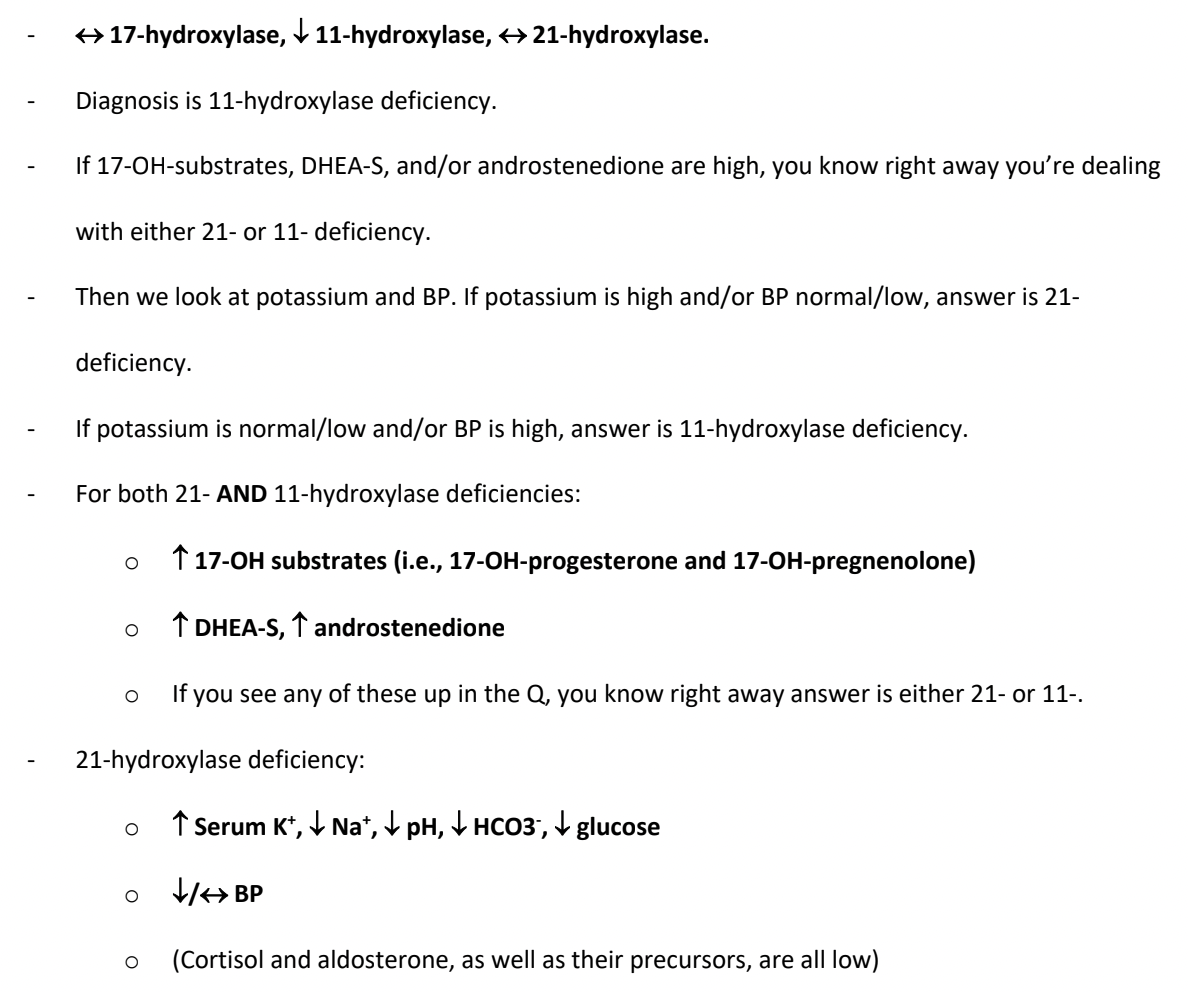 - ↔ 17-hydroxylase, ↓ 11-hydroxylase, ↔ 21-hydroxylase.
- Diagnosis is 11-hydroxylase deficiency.
- If 17-OH-substrates, DHEA-S, and/or androstenedione are high, you know right away you’re dealing
with either 21- or 11- deficiency.
- Then we look at potassium and BP. If potassium is high and/or BP normal/low, answer is 21-
deficiency.
- If potassium is normal/low and/or BP is high, answer is 11-hydroxylase deficiency.
- For both 21- AND 11-hydroxylase deficiencies:
o ↑ 17-OH substrates (i.e., 17-OH-progesterone and 17-OH-pregnenolone)
o ↑ DHEA-S, ↑ androstenedione
o If you see any of these up in the Q, you know right away answer is either 21- or 11-.
- 21-hydroxylase deficiency:
o ↑ Serum K⁺, ↓ Na⁺, ↓ pH, ↓ HCO3⁻, ↓ glucose
o ↓/↔ BP
o (Cortisol and aldosterone, as well as their precursors, are all low)